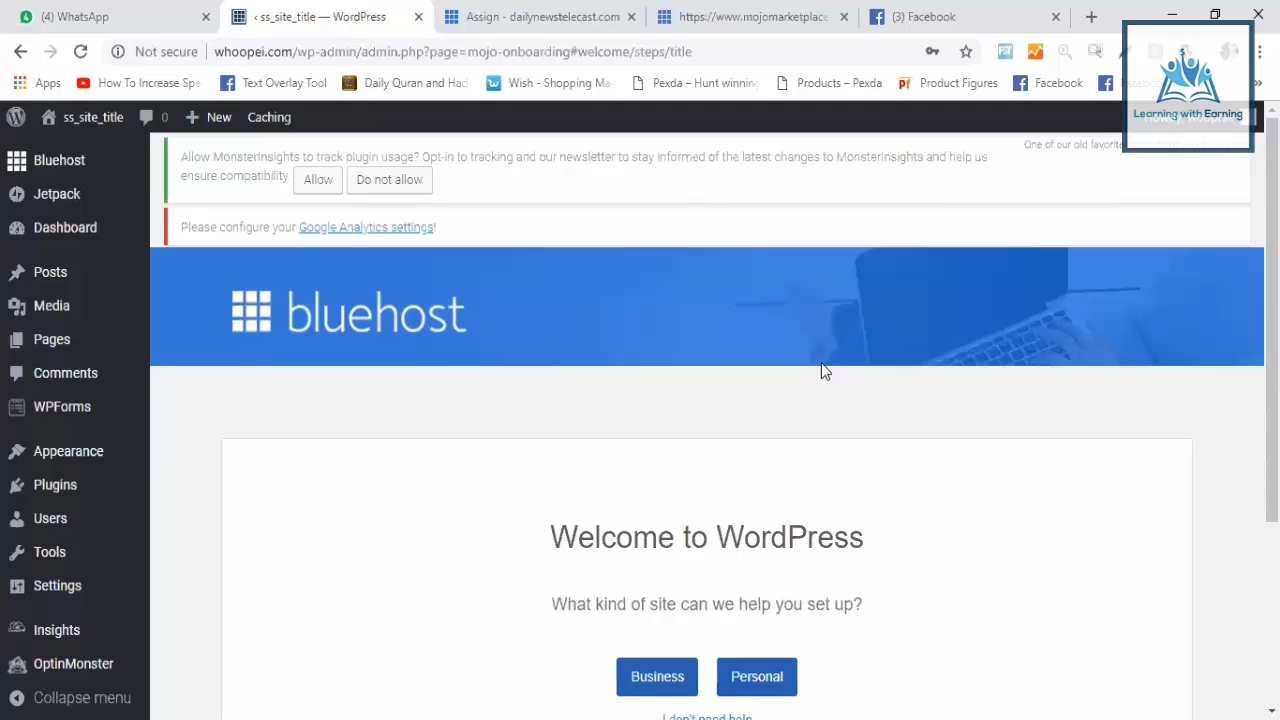 (4) WhatsApp
‹ ss_site_title — WordPress
Assign - dailynewstelecast.com
https://www.mojomarketplace
(3) Facebook
Not secure
whoopei.com/wp-admin/admin.php?page=mojo-onboarding#welcome/steps/title
Apps
How To Increase Sp
Text Overlay Tool
Daily Quran and Ha
Wish - Shopping Ma
Pexda – Hunt winnin
Products – Pexda
Product Figures
Facebook
Learning with Earning
ss_site_title
0
New
Caching
Bluehost
Jetpack
Dashboard
Posts
Media
Pages
Comments
WPForms
Appearance
Plugins
Users
Tools
Settings
Insights
OptinMonster
Collapse menu
Allow MonsterInsights to track plugin usage? Opt-in to tracking and our newsletter to stay informed of the latest changes to MonsterInsights and help us
ensure compatibility.
Allow
Do not allow
One of our old favorite
Please configure your Google Analytics settings!
bluehost
Welcome to WordPress
What kind of site can we help you set up?
Business
Personal
I don't need help